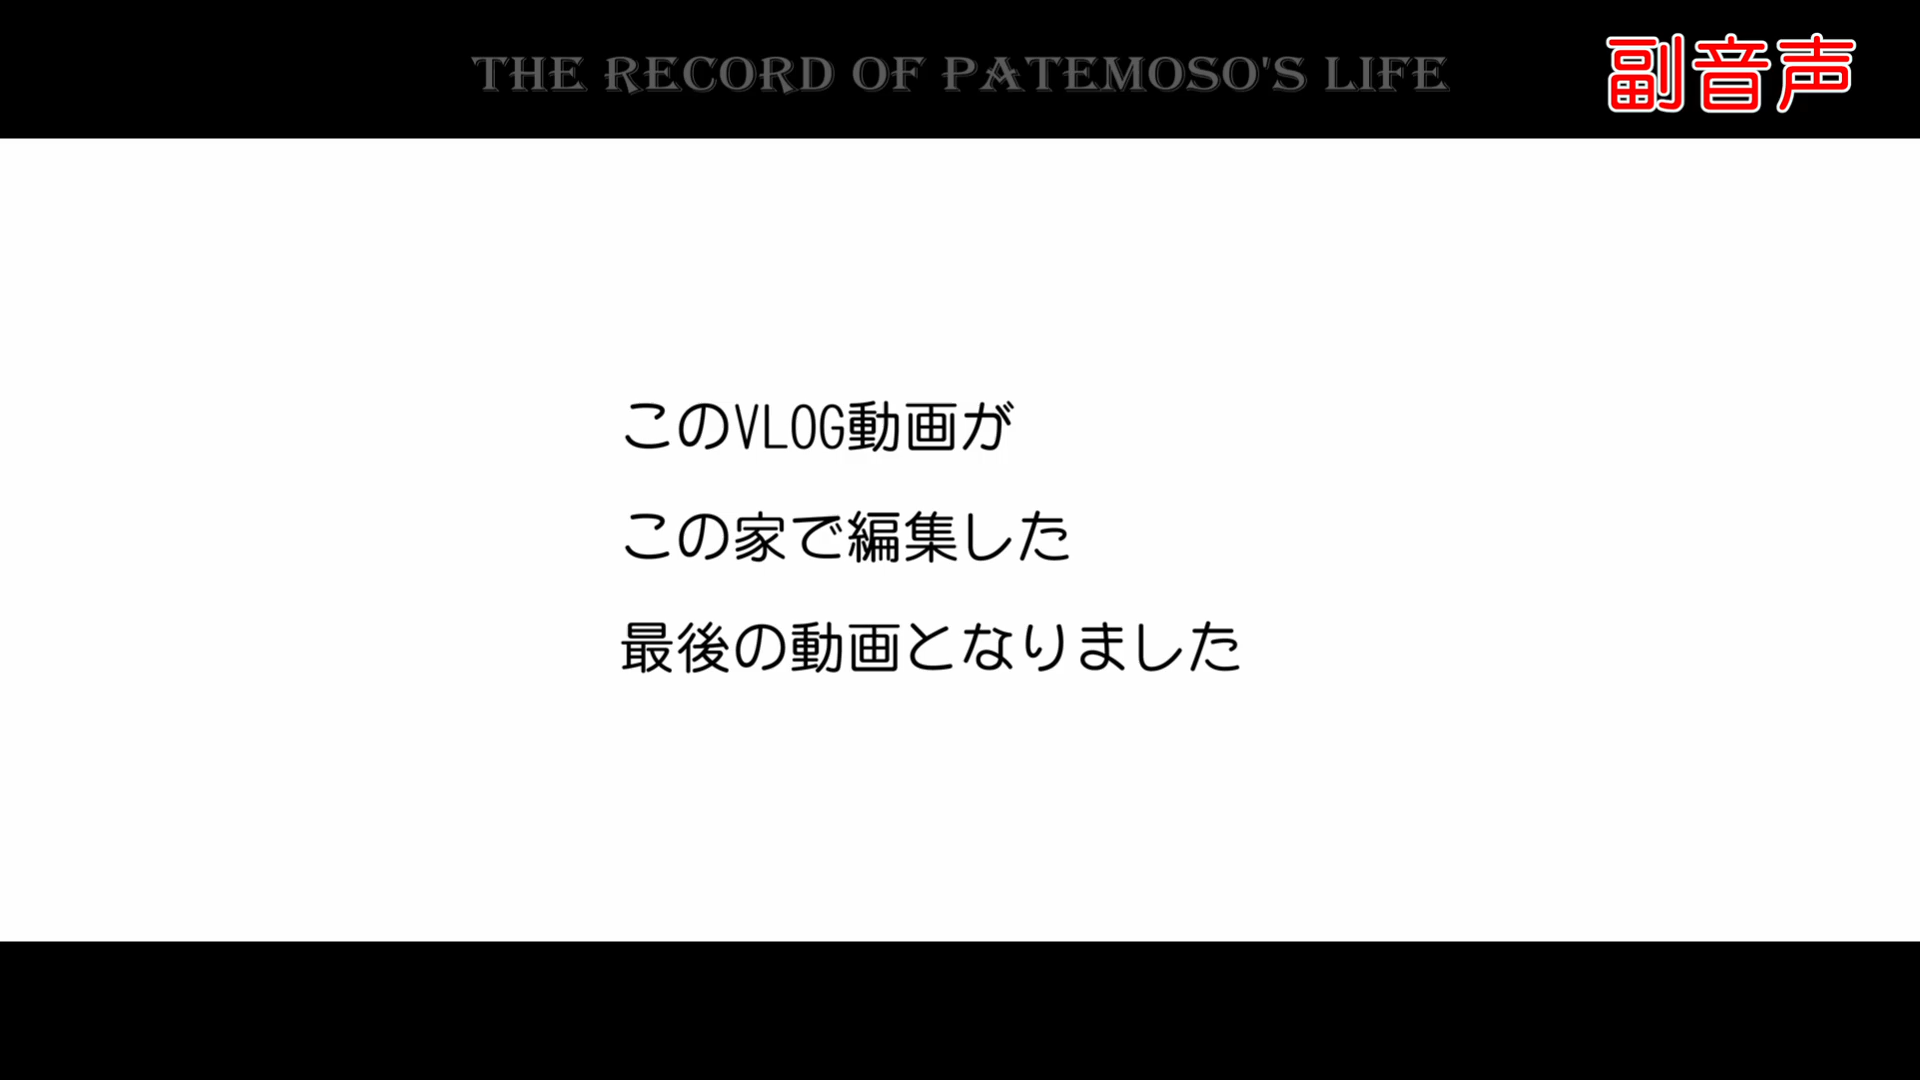 THE RECORD OF PATEMOSO'S LIFE
副音声
このVLOG動画が
この家で編集した
最後の動画となりました